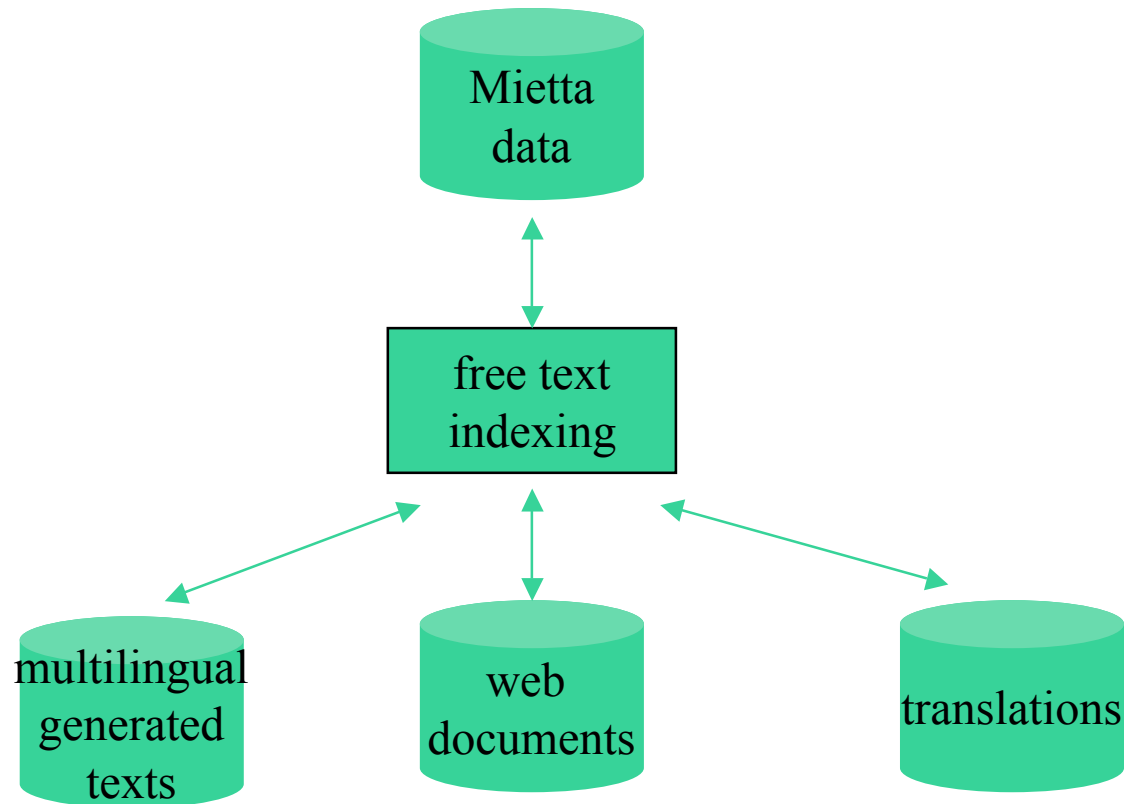 Mietta
data
free text
indexing
multilingual
generated
texts
web
documents
translations